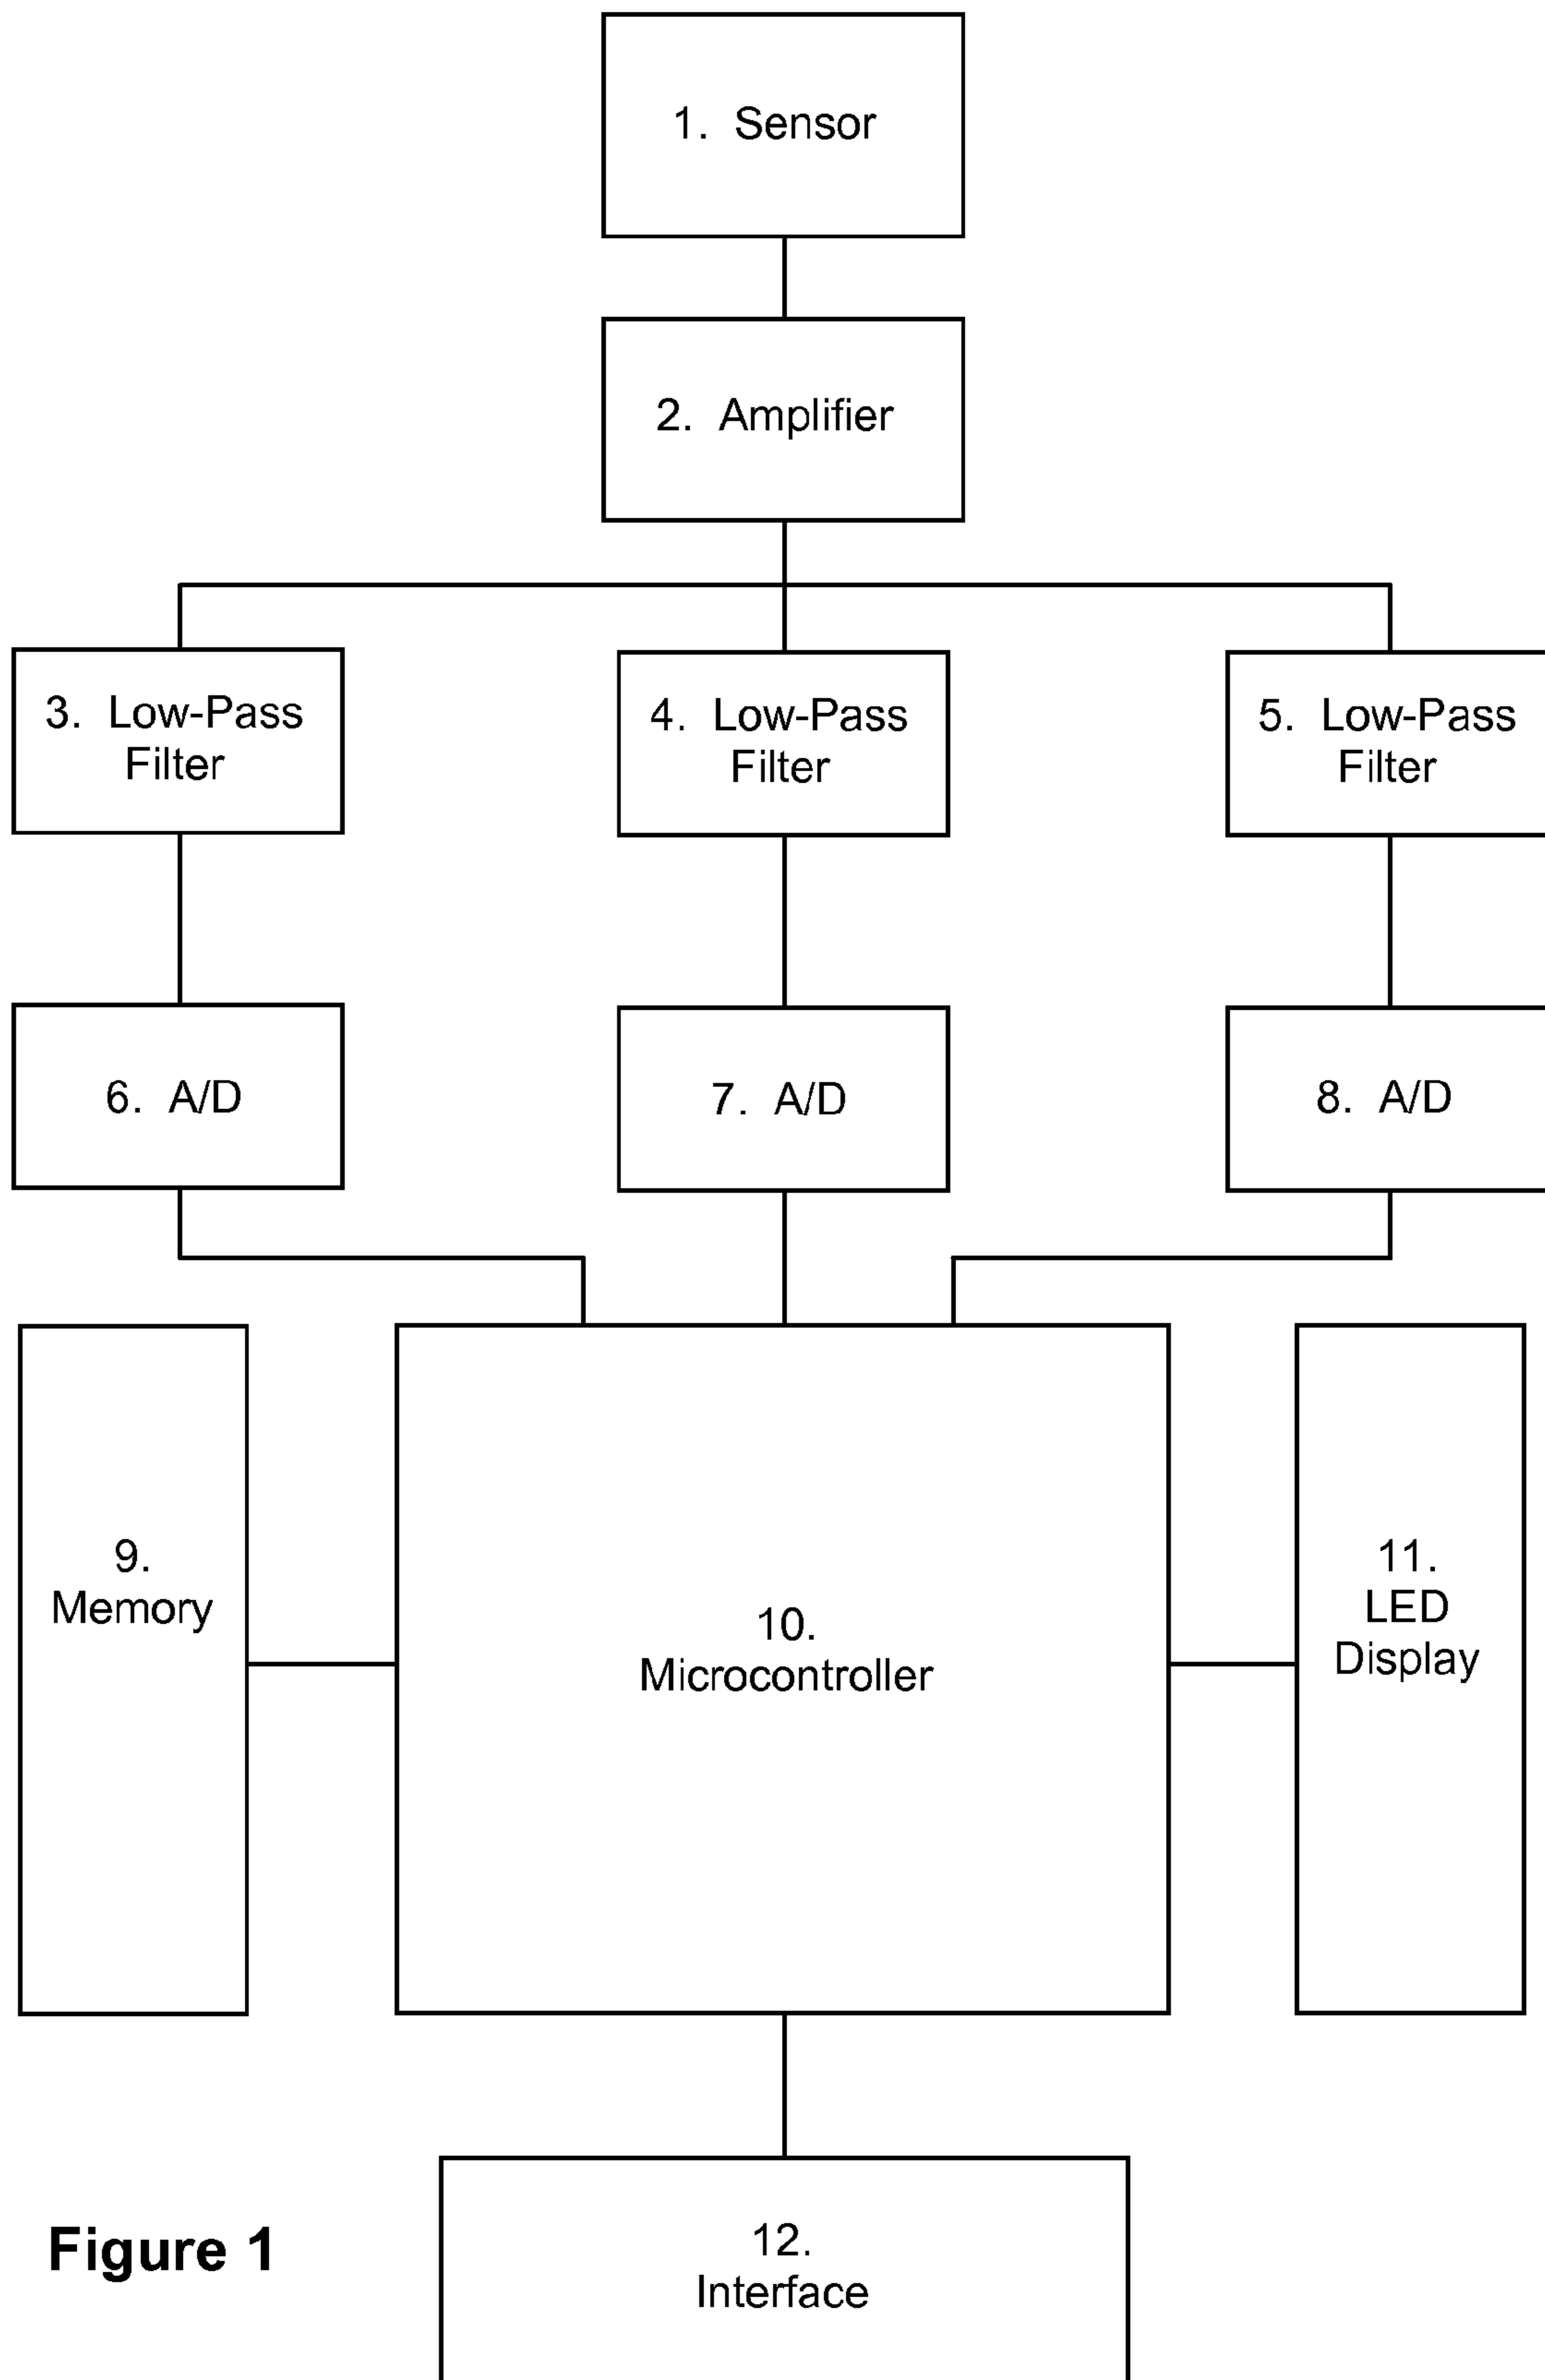 1. Sensor
2. Amplifier
3. Low-Pass
Filter
4. Low-Pass
Filter
5. Low-Pass
Filter
6. A/D
7. A/D
8. A/D
9.
Memory
10.
Microcontroller
11.
LED
Display
12.
Interface
Figure 1